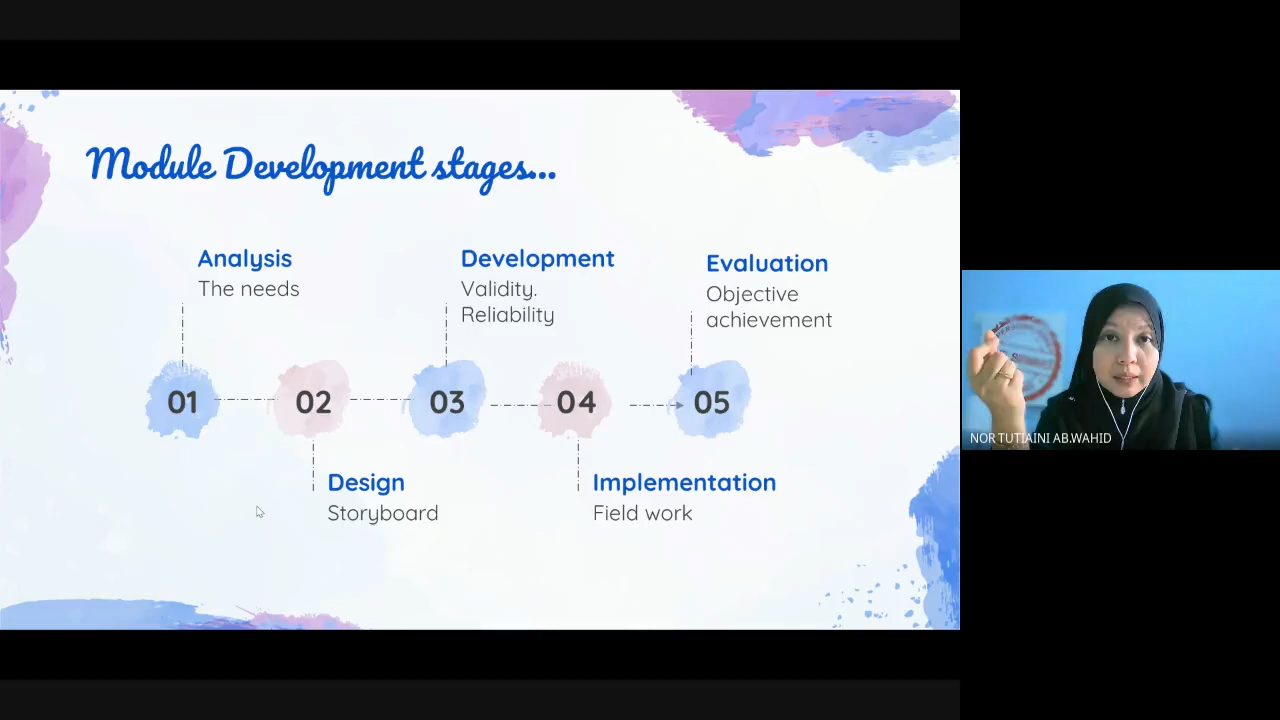 Module Development stages...
Analysis
The needs
Development
Validity.
Reliability
Evaluation
Objective
achievement
01
02
03
04
05
Design
Storyboard
Implementation
Field work
NOR TUTIAINI AB.WAHID